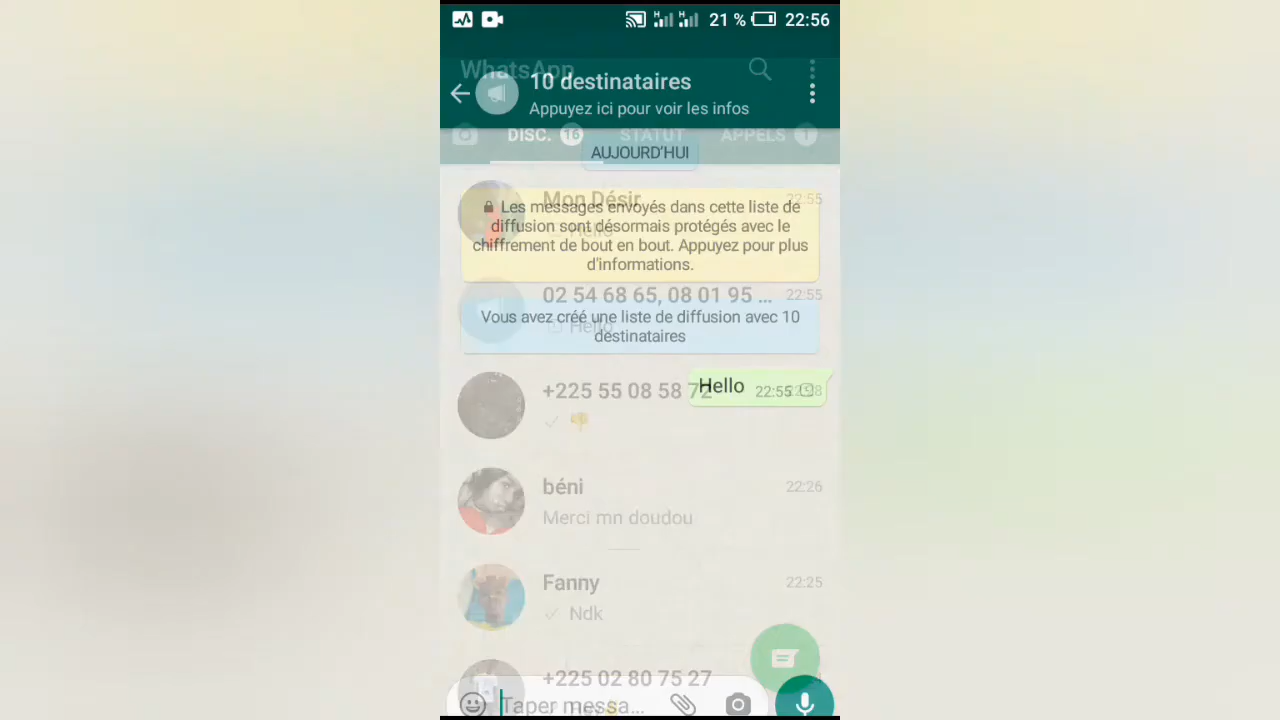 21 % 22:56
WhatsApp
10 destinataires
Appuyez ici pour voir les infos
DISC. 16 STATUT APPELS 1
AUJOURD'HUI
Mon Désir 22:55
Hello
Les messages envoyés dans cette liste de
diffusion sont désormais protégés avec le
chiffrement de bout en bout. Appuyez pour plus
d'informations.
02 54 68 65, 08 01 95 ... 22:55
Hello
Vous avez créé une liste de diffusion avec 10
destinataires
+225 55 08 58 72
Hello 22:55
béni 22:26
Merci mn doudou
Fanny 22:25
Ndk
+225 02 80 75 27
Taper messa...